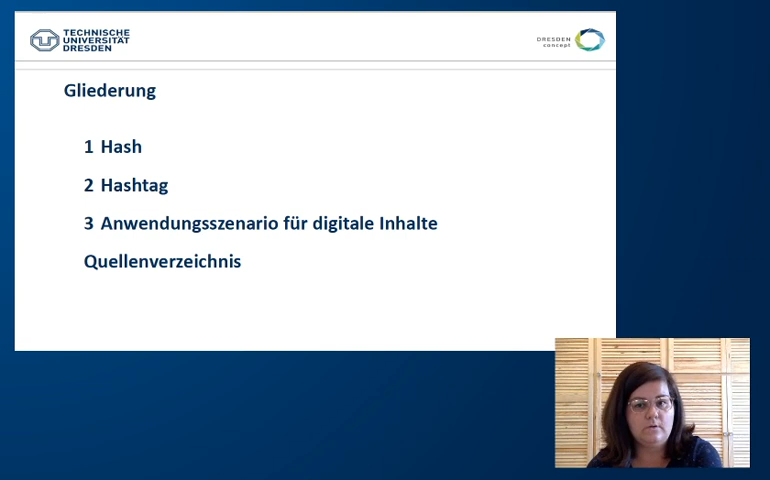 TECHNISCHE
UNIVERSITÄT
DRESDEN
DRESDEN
concept
Gliederung
1 Hash
2 Hashtag
3 Anwendungsszenario für digitale Inhalte
Quellenverzeichnis